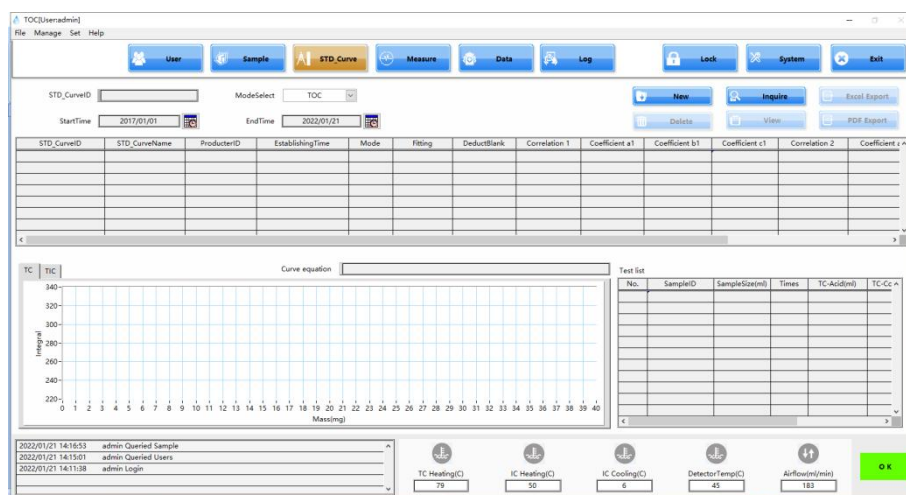 TOC[User:admin]
File Manage Set Help
User Sample STD_Curve Measure Data Log Lock System Exit
STD_CurveID ModeSelect TOC New Inquire Excel Export
StartTime 2017/01/01 EndTime 2022/01/21 Delete View PDF Export
STD_CurveID STD_CurveName ProducterID EstablishingTime Mode Fitting DeductBlank Correlation 1 Coefficient a1 Coefficient b1 Coefficient c1 Correlation 2 Coefficient
TC TIC Curve equation Test list
No. SampleID SampleSize(ml) Times TC-Acid(ml) TC-Cc
340
320
300
280
260
240
220
Integral
0 1 2 3 4 5 6 7 8 9 10 11 12 13 14 15 16 17 18 19 20 21 22 23 24 25 26 27 28 29 30 31 32 33 34 35 36 37 38 39 40
Mass(mg)
2022/01/21 14:16:53 admin Queried Sample
2022/01/21 14:15:01 admin Queried Users
2022/01/21 14:11:38 admin Login
TC Heating(C) IC Heating(C) IC Cooling(C) DetectorTemp(C) Airflow(ml/min)
79 50 6 45 183
OK